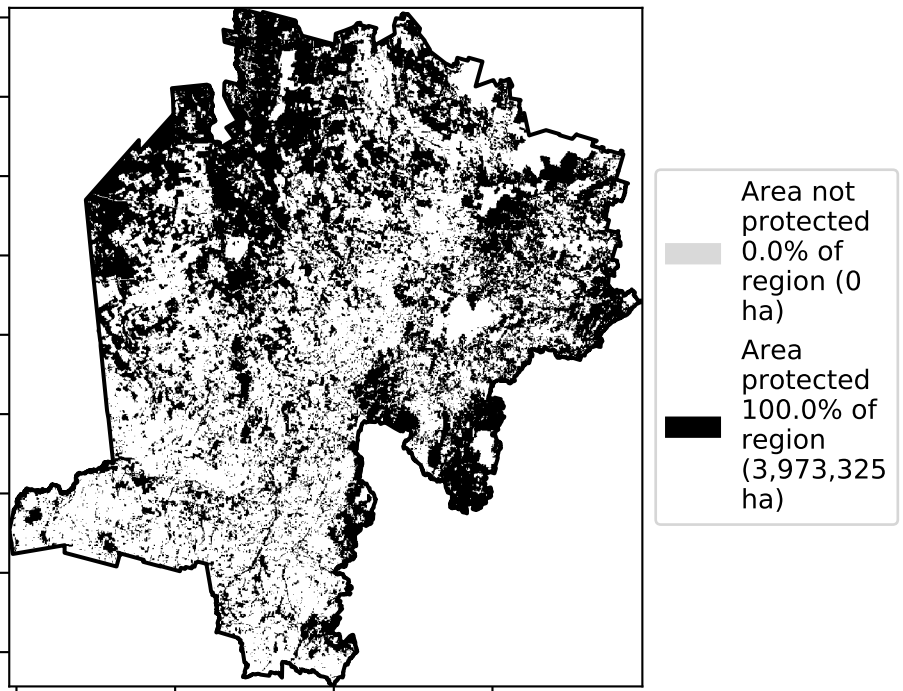 Area not
protected
0.0% of
region (0
ha)
Area
protected
100.0% of
region
(3,973,325
ha)